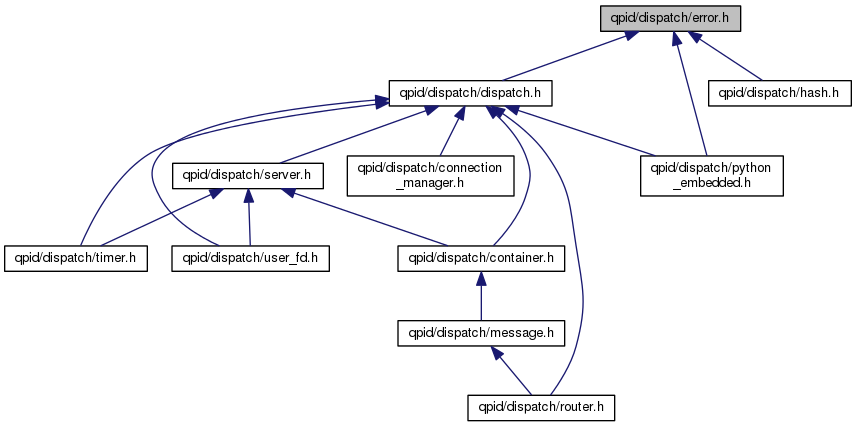 qpid/dispatch/error.h
qpid/dispatch/dispatch.h
qpid/dispatch/hash.h
qpid/dispatch/server.h
qpid/dispatch/connection
_manager.h
qpid/dispatch/python
_embedded.h
qpid/dispatch/timer.h
qpid/dispatch/user_fd.h
qpid/dispatch/container.h
qpid/dispatch/message.h
qpid/dispatch/router.h